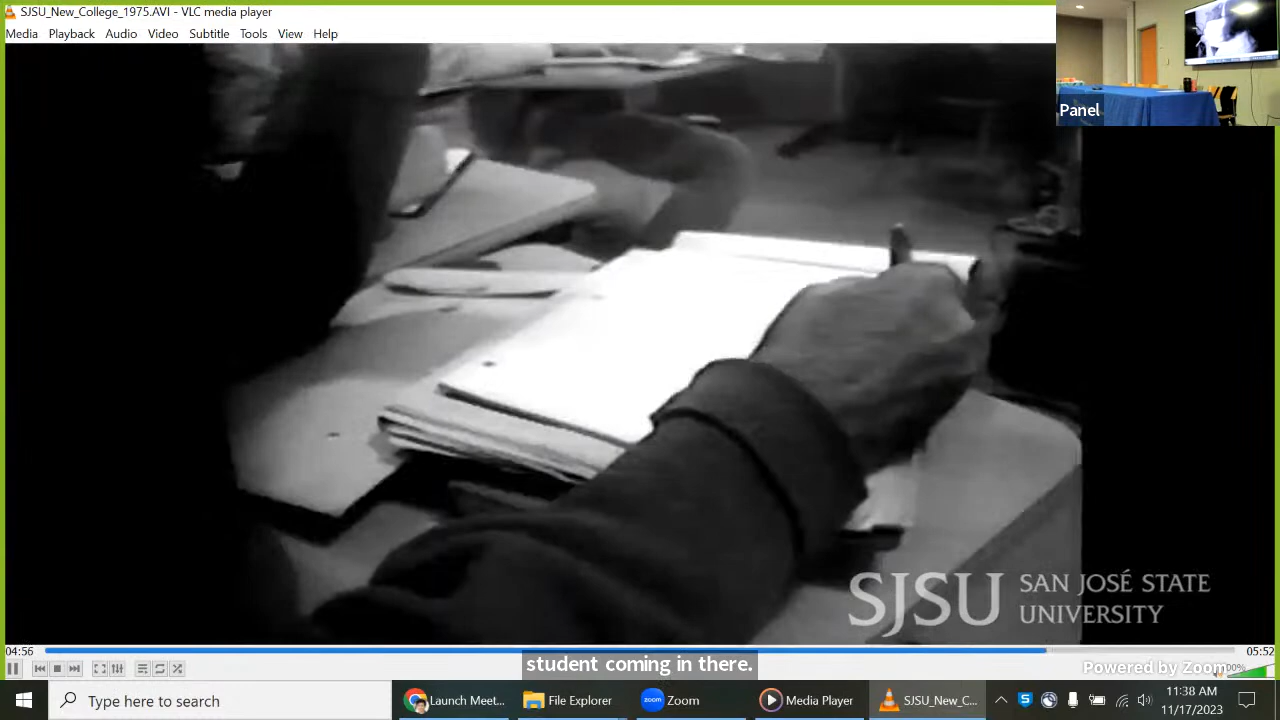 SJSU_New_College_1975.AVI - VLC media player
Media Playback Audio Video Subtitle Tools View Help
Panel
SJSU SAN JOSÉ STATE
UNIVERSITY
04:56
05:52
student coming in there.
Powered by Zoom
Type here to search
Launch Meet...
File Explorer
zoom
Zoom
Media Player
SJSU_New_C...
11:38 AM
11/17/2023